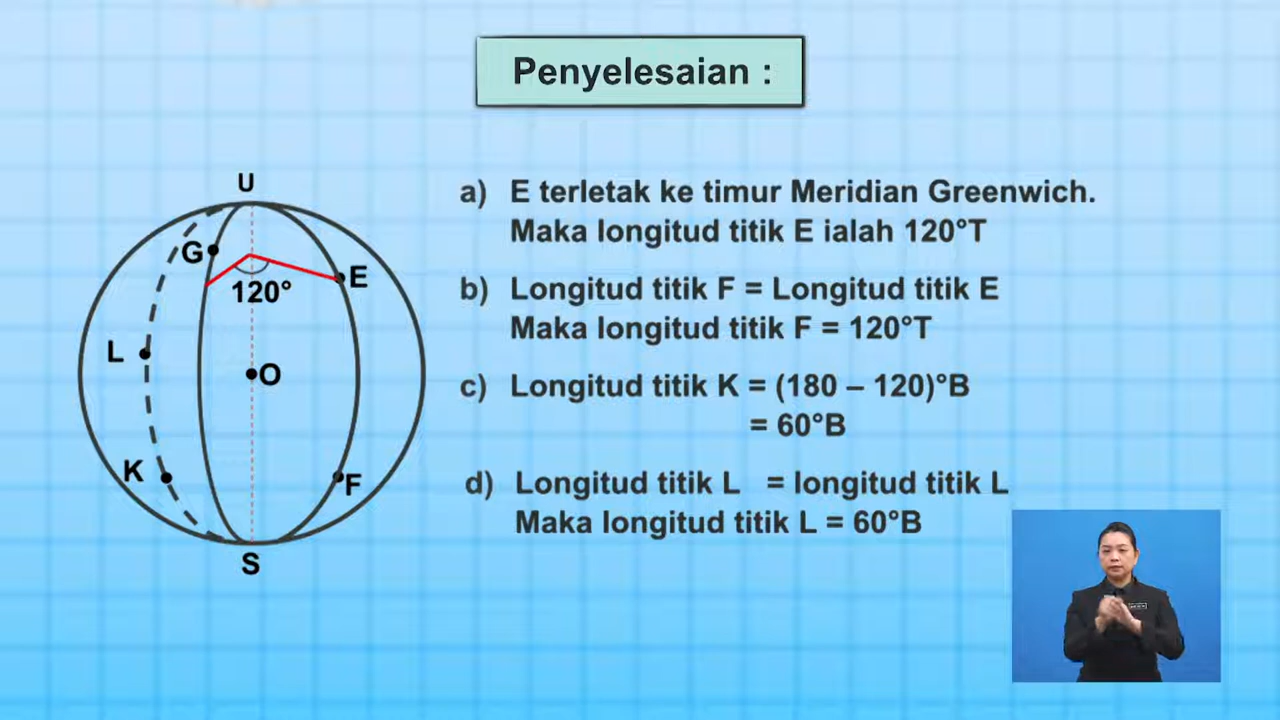 Penyelesaian :
U
G
E
120°
L
O
K
F
S
a) E terletak ke timur Meridian Greenwich.
Maka longitud titik E ialah 120°T
b) Longitud titik F = Longitud titik E
Maka longitud titik F = 120°T
c) Longitud titik K = (180 – 120)°B
= 60°B
d) Longitud titik L = longitud titik L
Maka longitud titik L = 60°B